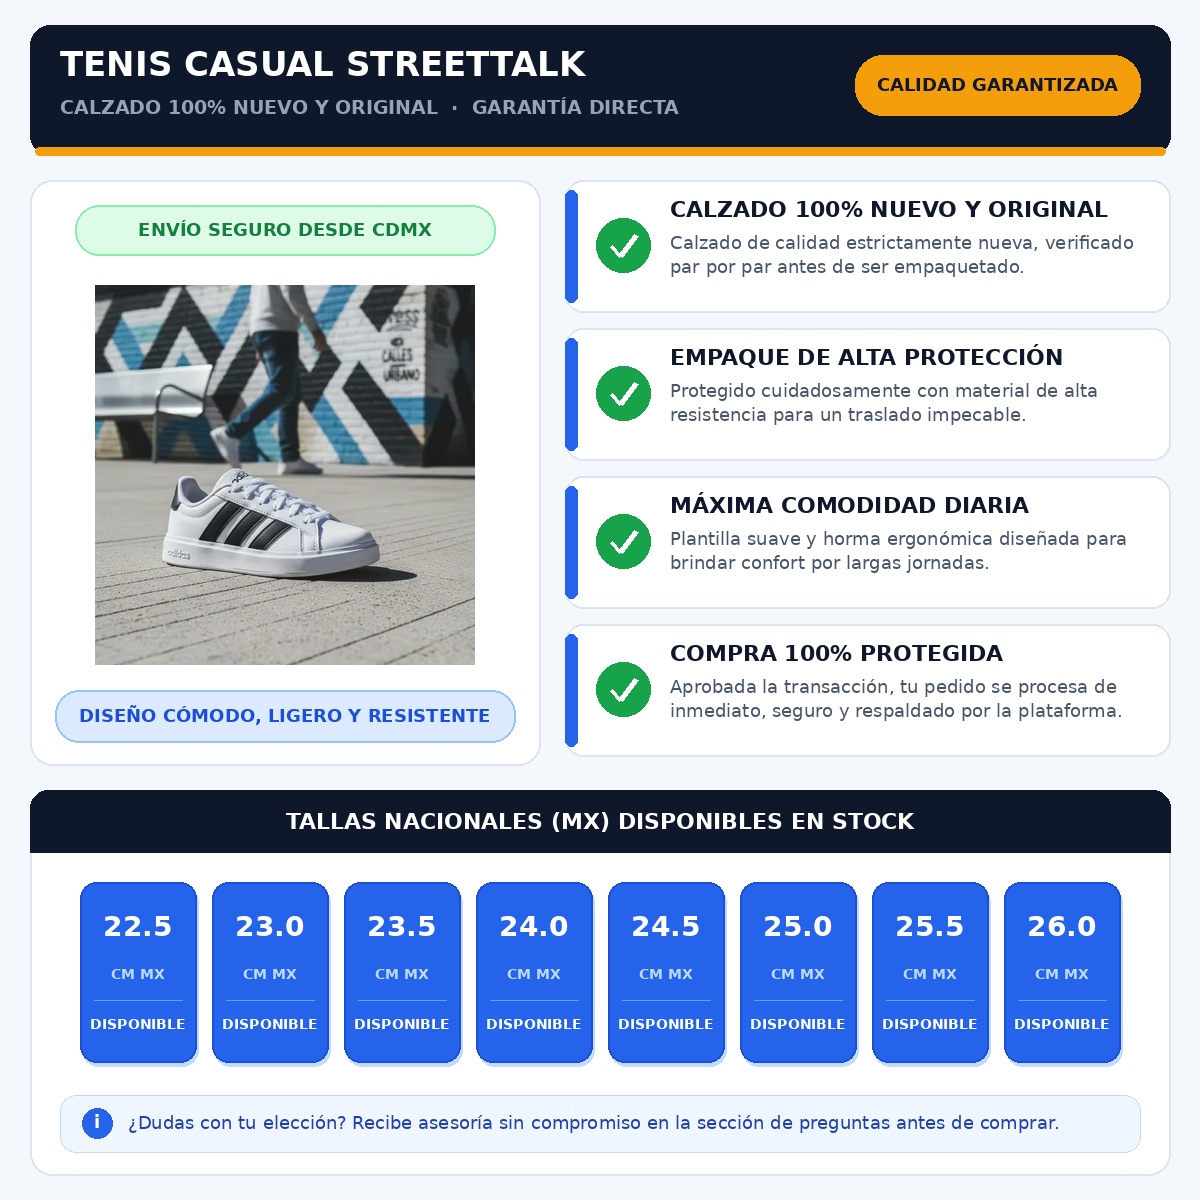 TENIS CASUAL STREETTALK
CALZADO 100% NUEVO Y ORIGINAL · GARANTÍA DIRECTA
CALIDAD GARANTIZADA
ENVÍO SEGURO DESDE CDMX
CALLES
URBANO
adidas
DISEÑO CÓMODO, LIGERO Y RESISTENTE
CALZADO 100% NUEVO Y ORIGINAL
Calzado de calidad estrictamente nueva, verificado
par por par antes de ser empaquetado.
EMPAQUE DE ALTA PROTECCIÓN
Protegido cuidadosamente con material de alta
resistencia para un traslado impecable.
MÁXIMA COMODIDAD DIARIA
Plantilla suave y horma ergonómica diseñada para
brindar confort por largas jornadas.
COMPRA 100% PROTEGIDA
Aprobada la transacción, tu pedido se procesa de
inmediato, seguro y respaldado por la plataforma.
TALLAS NACIONALES (MX) DISPONIBLES EN STOCK
22.5 23.0 23.5 24.0 24.5 25.0 25.5 26.0
CM MX CM MX CM MX CM MX CM MX CM MX CM MX CM MX
DISPONIBLE DISPONIBLE DISPONIBLE DISPONIBLE DISPONIBLE DISPONIBLE DISPONIBLE DISPONIBLE
i ¿Dudas con tu elección? Recibe asesoría sin compromiso en la sección de preguntas antes de comprar.